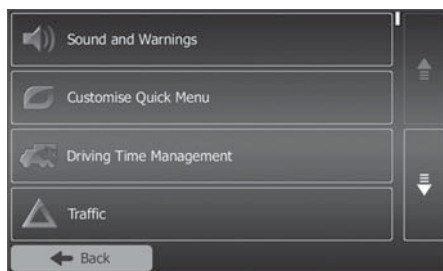 Sound and Warnings
Customise Quick Menu
Driving Time Management
Traffic
Back